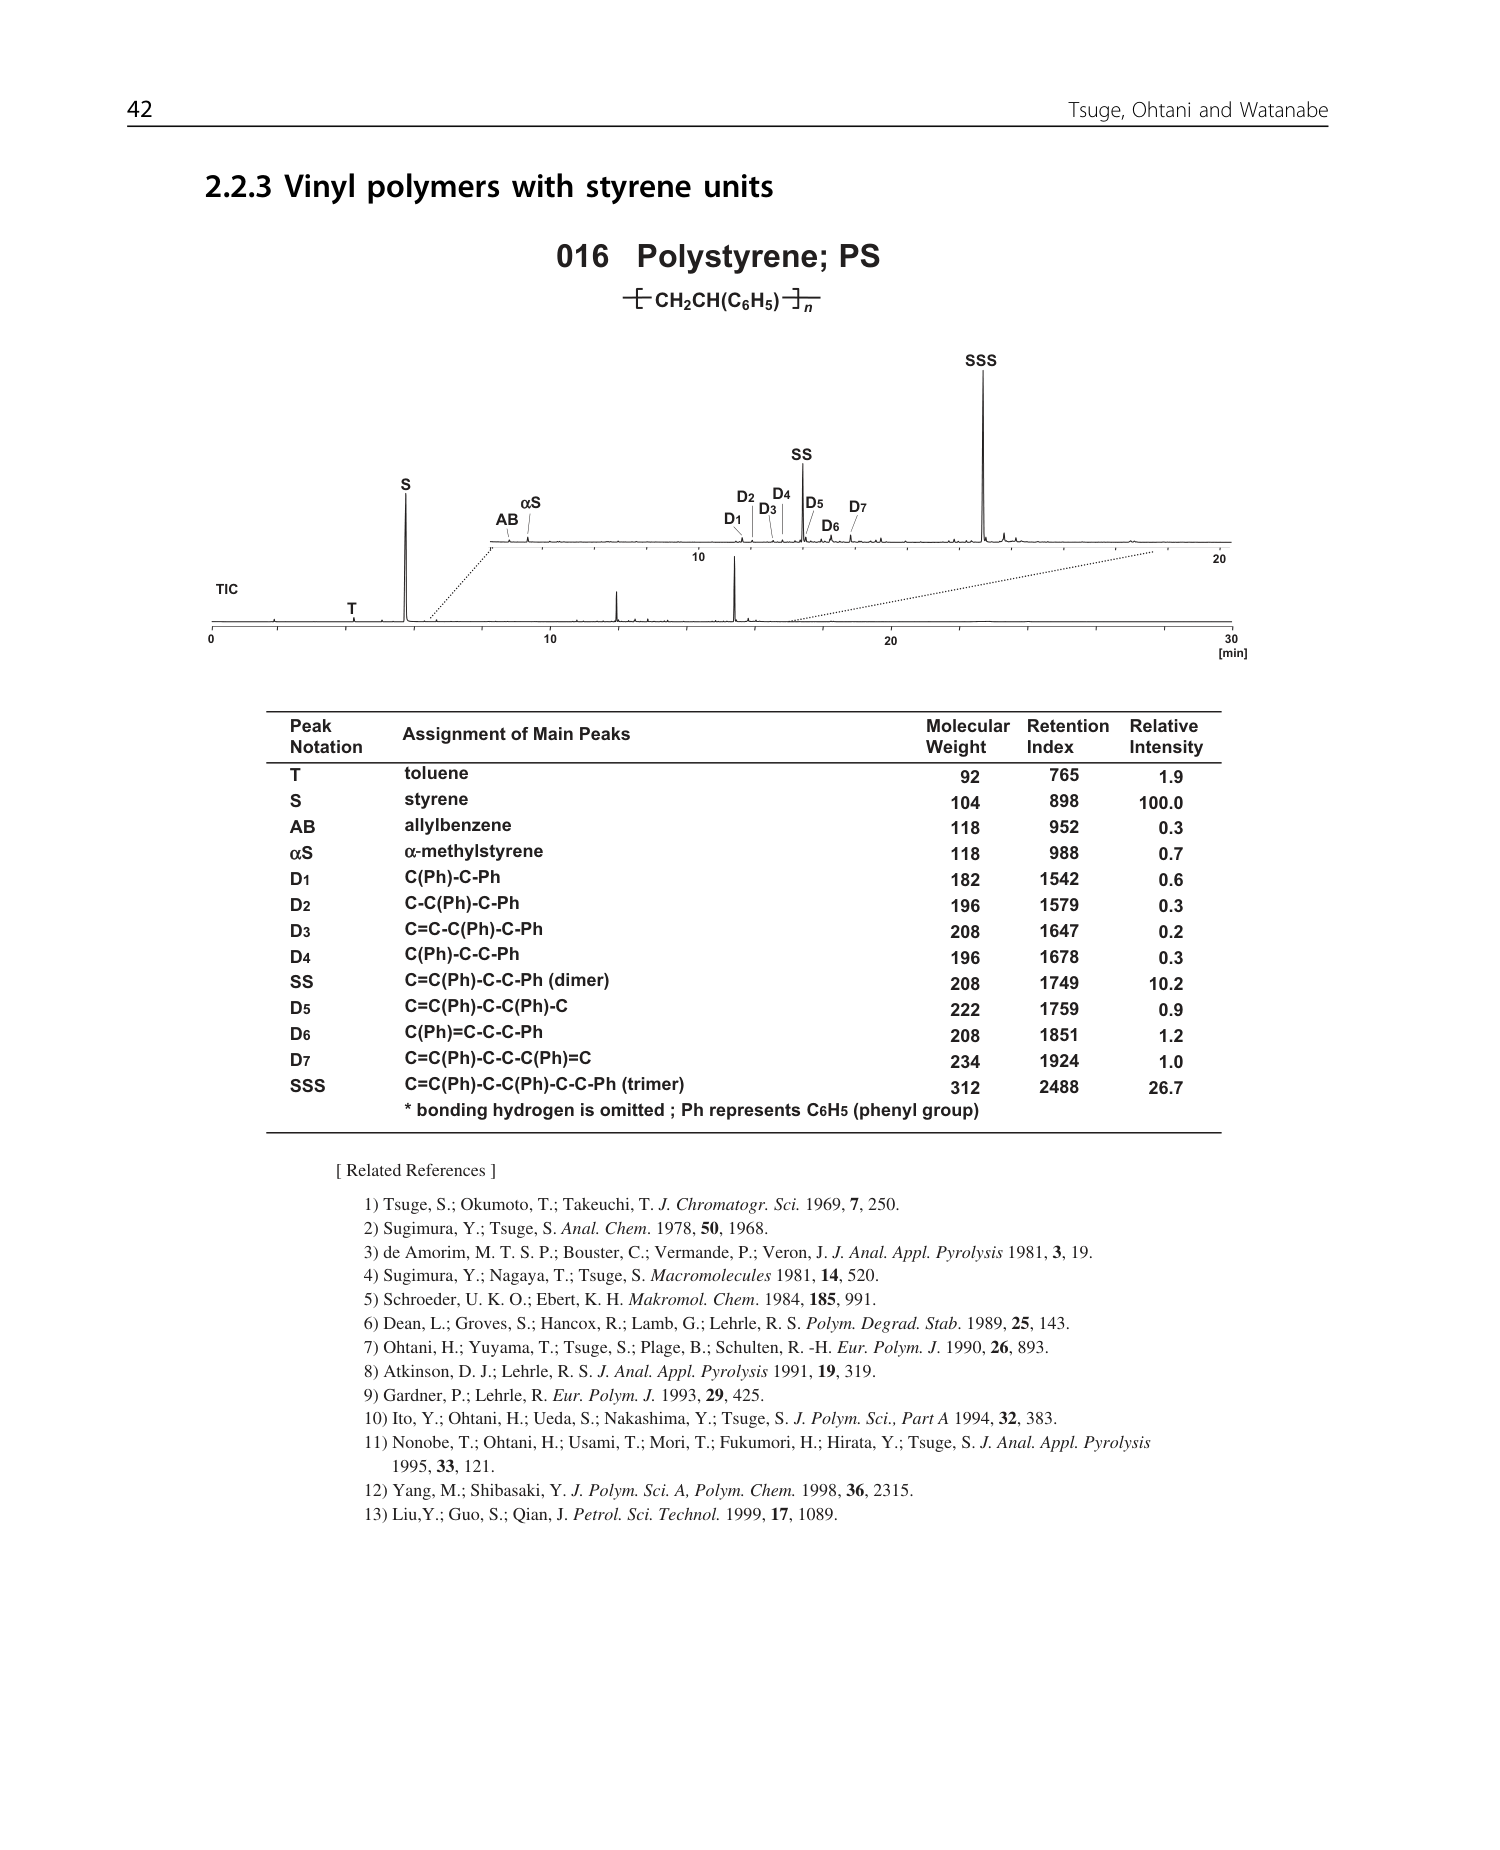 42
Tsuge, Ohtani and Watanabe
2.2.3 Vinyl polymers with styrene units
016 Polystyrene; PS
[CH2CH(C6H5)]n
SSS
SS
S
αS
AB
D1
D2
D3
D4
D5
D6
D7
10
20
TIC
T
0
10
20
30
[min]
Peak Notation Assignment of Main Peaks Molecular Weight Retention Index Relative Intensity
T toluene 92 765 1.9
S styrene 104 898 100.0
AB allylbenzene 118 952 0.3
αS α-methylstyrene 118 988 0.7
D1 C(Ph)-C-Ph 182 1542 0.6
D2 C-C(Ph)-C-Ph 196 1579 0.3
D3 C=C-C(Ph)-C-Ph 208 1647 0.2
D4 C(Ph)-C-C-Ph 196 1678 0.3
SS C=C(Ph)-C-C-Ph (dimer) 208 1749 10.2
D5 C=C(Ph)-C-C(Ph)-C 222 1759 0.9
D6 C(Ph)=C-C-C-Ph 208 1851 1.2
D7 C=C(Ph)-C-C-C(Ph)=C 234 1924 1.0
SSS C=C(Ph)-C-C(Ph)-C-C-Ph (trimer) 312 2488 26.7
* bonding hydrogen is omitted ; Ph represents C6H5 (phenyl group)
[ Related References ]
1) Tsuge, S.; Okumoto, T.; Takeuchi, T. J. Chromatogr. Sci. 1969, 7, 250.
2) Sugimura, Y.; Tsuge, S. Anal. Chem. 1978, 50, 1968.
3) de Amorim, M. T. S. P.; Bouster, C.; Vermande, P.; Veron, J. J. Anal. Appl. Pyrolysis 1981, 3, 19.
4) Sugimura, Y.; Nagaya, T.; Tsuge, S. Macromolecules 1981, 14, 520.
5) Schroeder, U. K. O.; Ebert, K. H. Makromol. Chem. 1984, 185, 991.
6) Dean, L.; Groves, S.; Hancox, R.; Lamb, G.; Lehrle, R. S. Polym. Degrad. Stab. 1989, 25, 143.
7) Ohtani, H.; Yuyama, T.; Tsuge, S.; Plage, B.; Schulten, R. -H. Eur. Polym. J. 1990, 26, 893.
8) Atkinson, D. J.; Lehrle, R. S. J. Anal. Appl. Pyrolysis 1991, 19, 319.
9) Gardner, P.; Lehrle, R. Eur. Polym. J. 1993, 29, 425.
10) Ito, Y.; Ohtani, H.; Ueda, S.; Nakashima, Y.; Tsuge, S. J. Polym. Sci., Part A 1994, 32, 383.
11) Nonobe, T.; Ohtani, H.; Usami, T.; Mori, T.; Fukumori, H.; Hirata, Y.; Tsuge, S. J. Anal. Appl. Pyrolysis
1995, 33, 121.
12) Yang, M.; Shibasaki, Y. J. Polym. Sci. A, Polym. Chem. 1998, 36, 2315.
13) Liu,Y.; Guo, S.; Qian, J. Petrol. Sci. Technol. 1999, 17, 1089.